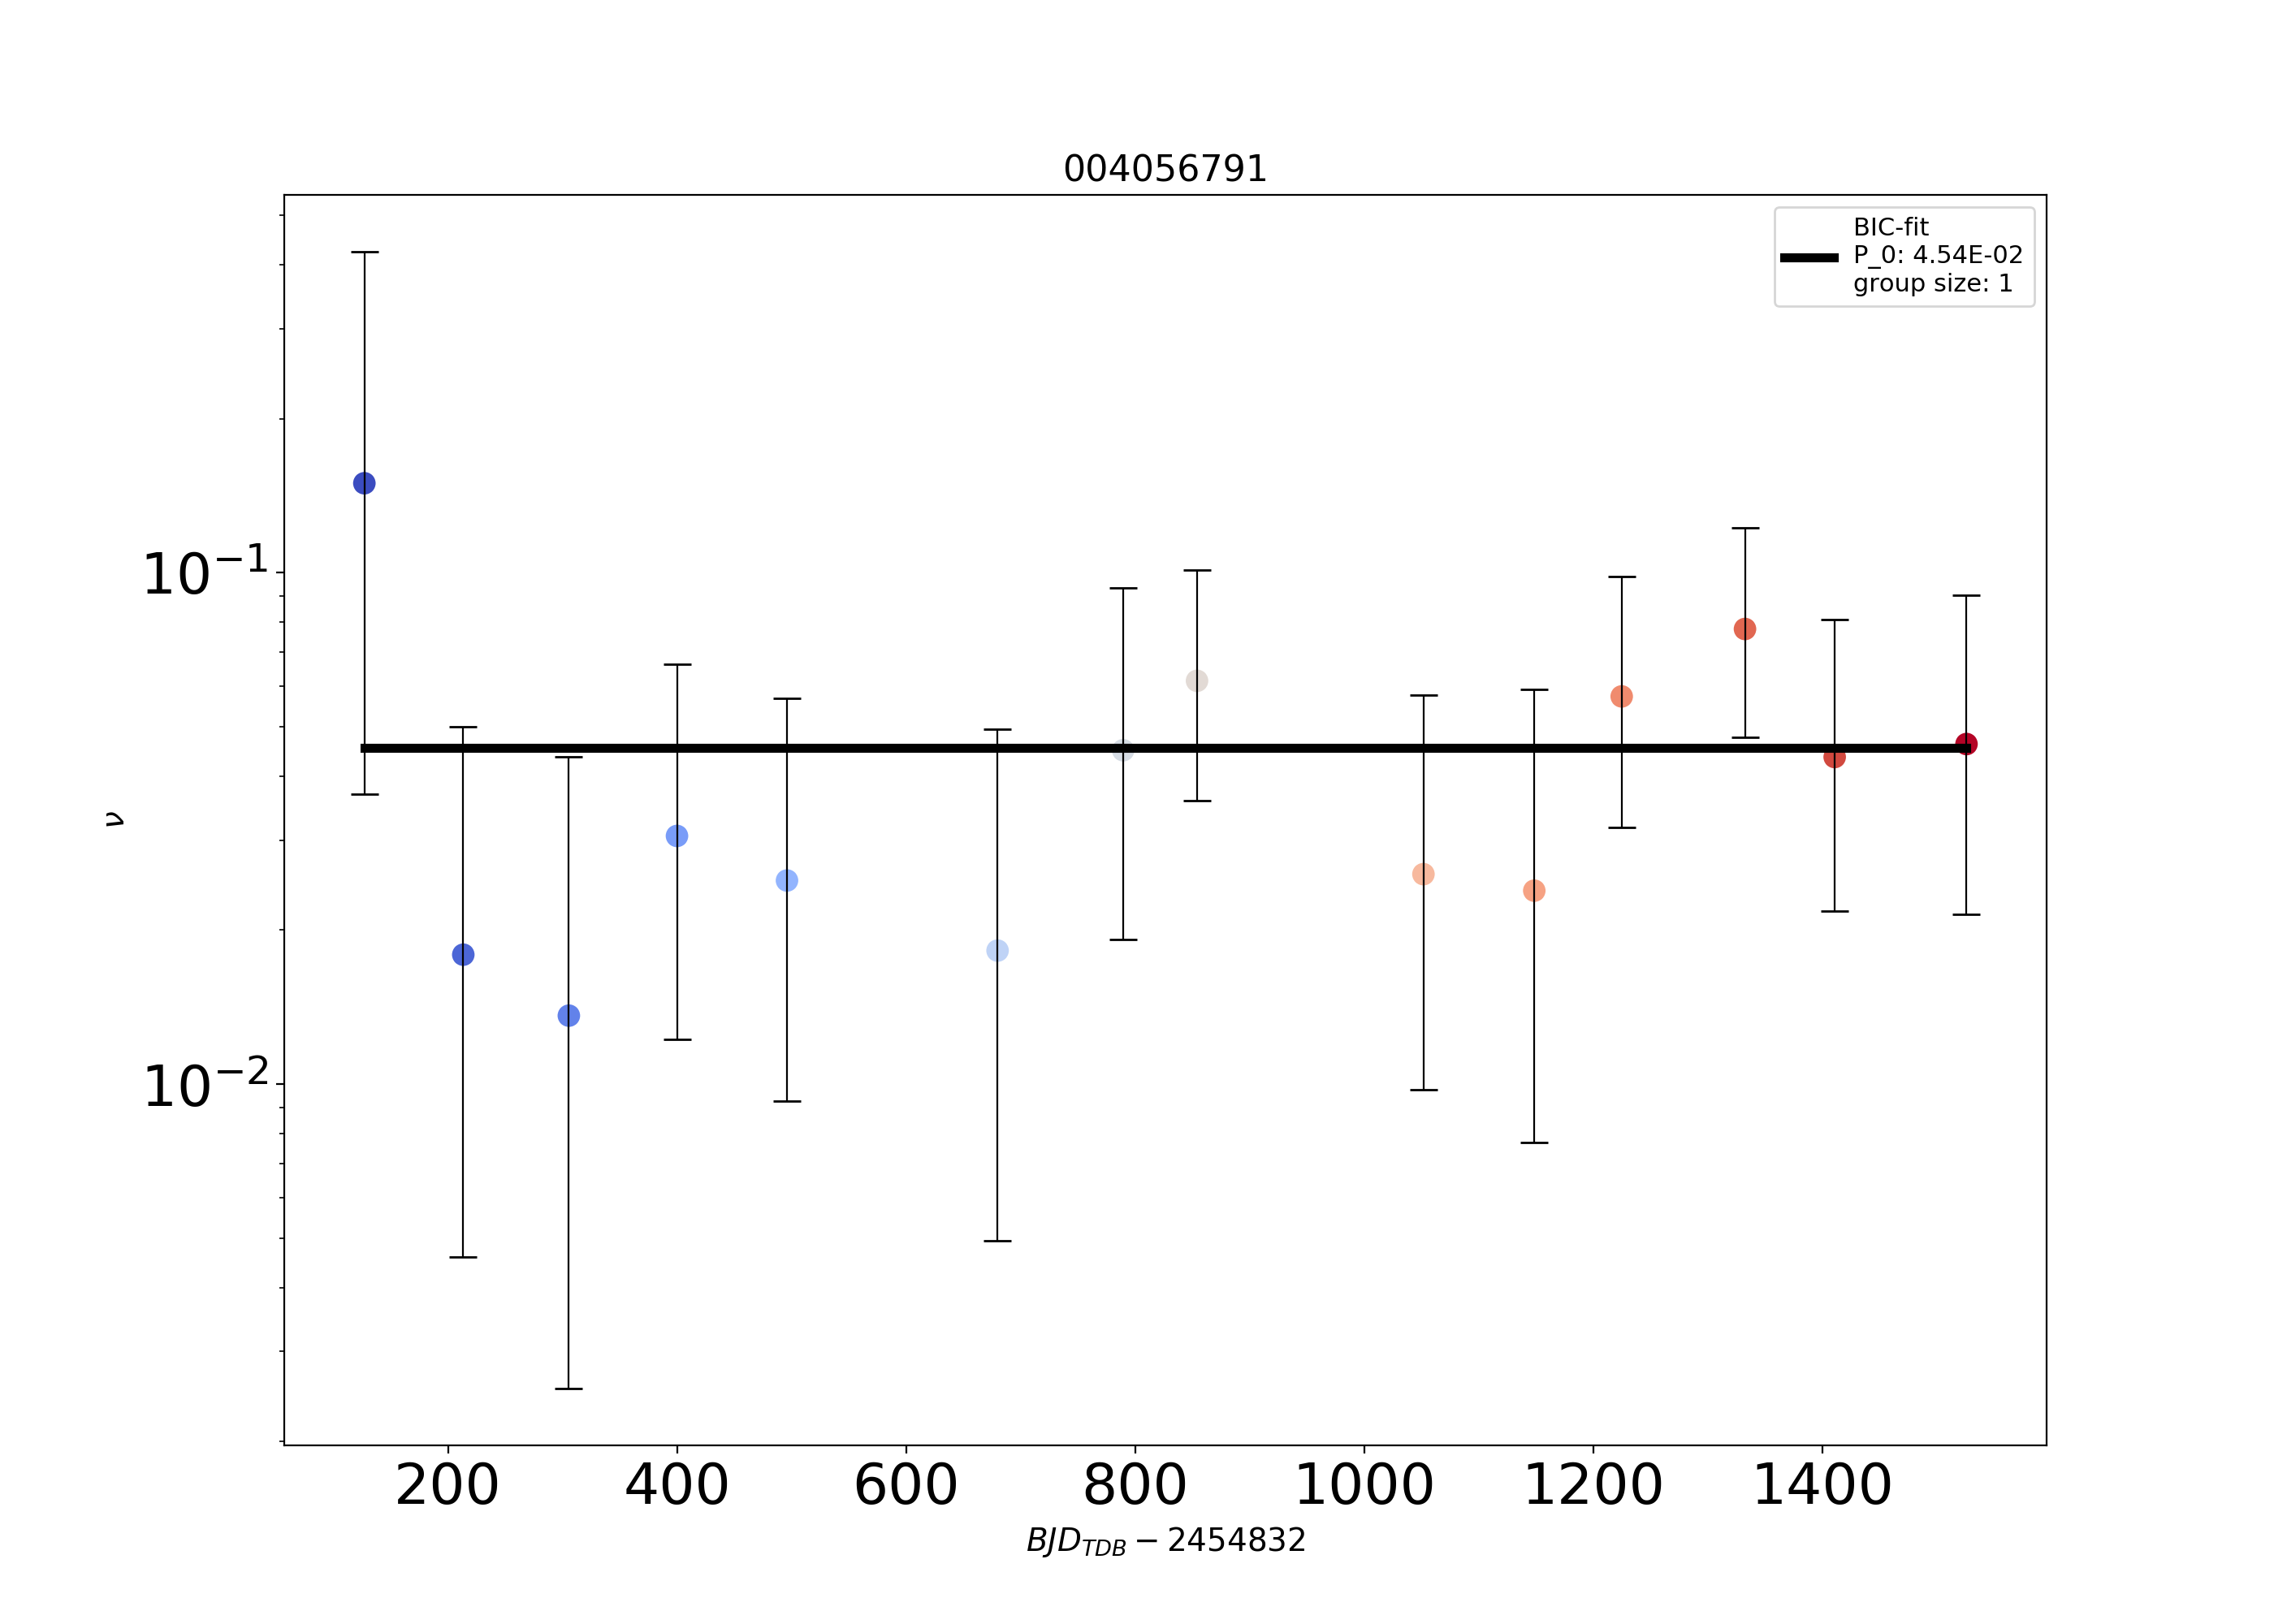 004056791
BIC-fit
P_0: 4.54E-02
group size: 1
10⁻¹
10⁻²
ν
200 400 600 800 1000 1200 1400
BJD_TDB − 2454832